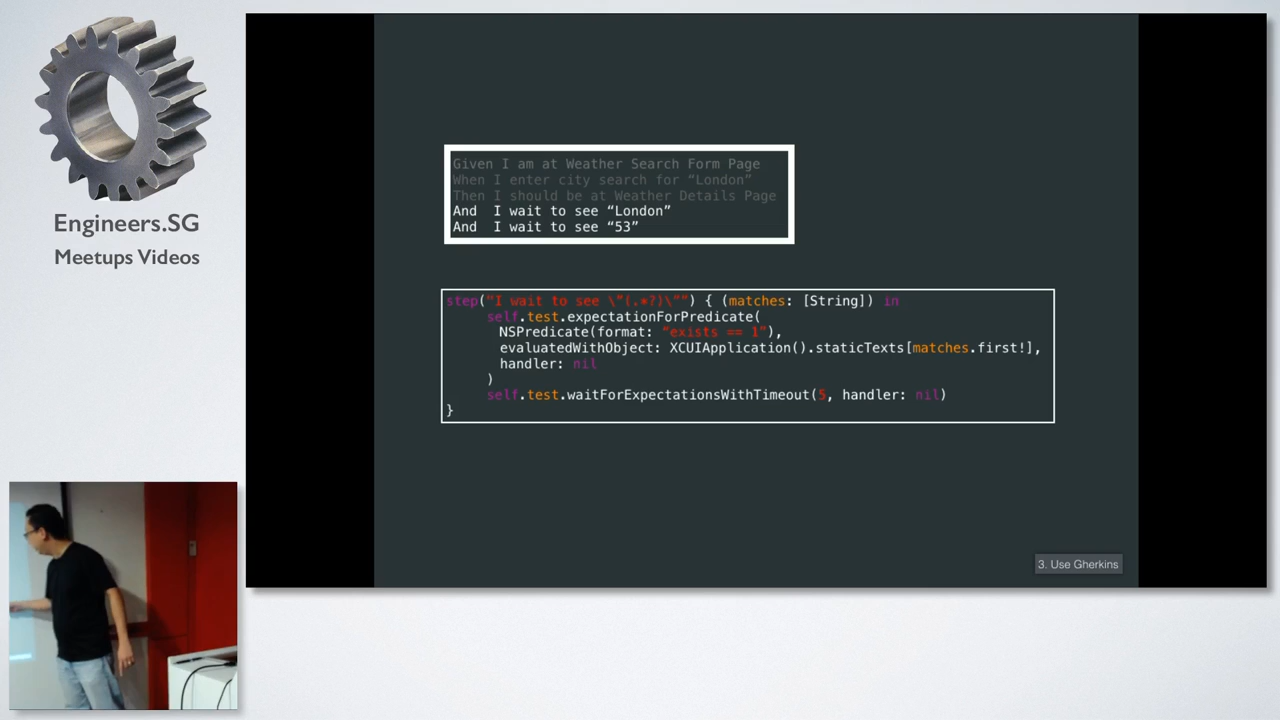 Engineers.SG
Meetups Videos
Given I am at Weather Search Form Page
When I enter city search for “London”
Then I should be at Weather Details Page
And  I wait to see “London”
And  I wait to see “53”
step("I wait to see \"(.*?)\"") { (matches: [String]) in
self.test.expectationForPredicate(
NSPredicate(format: "exists == 1"),
evaluatedWithObject: XCUIApplication().staticTexts[matches.first!],
handler: nil
)
self.test.waitForExpectationsWithTimeout(5, handler: nil)
}
3. Use Gherkins